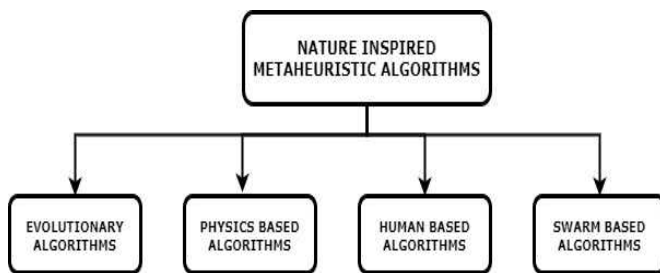 NATURE INSPIRED
METAHEURISTIC ALGORITHMS
EVOLUTIONARY
ALGORITHMS
PHYSICS BASED
ALGORITHMS
HUMAN BASED
ALGORITHMS
SWARM BASED
ALGORITHMS